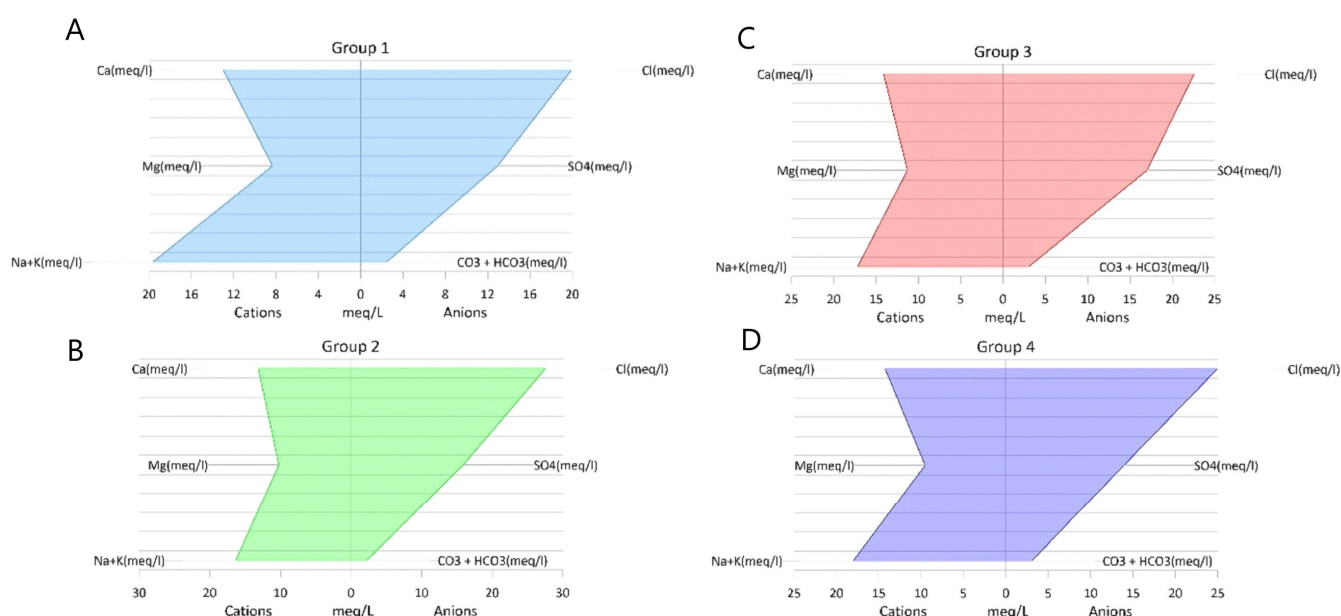 A
Group 1
Ca(meq/l)
Cl(meq/l)
Mg(meq/l)
SO4(meq/l)
Na+K(meq/l)
CO3 + HCO3(meq/l)
20 16 12 8 4 0 4 8 12 16 20
Cations meq/L Anions
B
Group 2
Ca(meq/l)
Cl(meq/l)
Mg(meq/l)
SO4(meq/l)
Na+K(meq/l)
CO3 + HCO3(meq/l)
30 20 10 0 10 20 30
Cations meq/L Anions
C
Group 3
Ca(meq/l)
Cl(meq/l)
Mg(meq/l)
SO4(meq/l)
Na+K(meq/l)
CO3 + HCO3(meq/l)
25 20 15 10 5 0 5 10 15 20 25
Cations meq/L Anions
D
Group 4
Ca(meq/l)
Cl(meq/l)
Mg(meq/l)
SO4(meq/l)
Na+K(meq/l)
CO3 + HCO3(meq/l)
25 20 15 10 5 0 5 10 15 20 25
Cations meq/L Anions